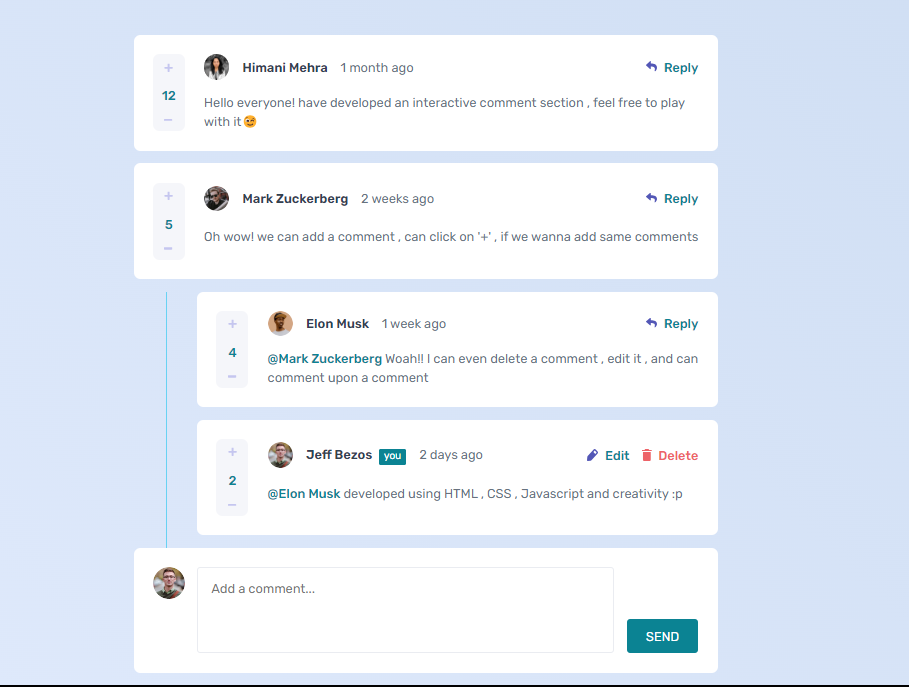 +
Himani Mehra 1 month ago Reply
12
Hello everyone! have developed an interactive comment section , feel free to play
with it😉
−
+
Mark Zuckerberg 2 weeks ago Reply
5
Oh wow! we can add a comment , can click on '+' , if we wanna add same comments
−
+
Elon Musk 1 week ago Reply
4
@Mark Zuckerberg Woah!! I can even delete a comment , edit it , and can
comment upon a comment
−
+
Jeff Bezos you 2 days ago Edit Delete
2
@Elon Musk developed using HTML , CSS , Javascript and creativity :p
−
Add a comment...
SEND